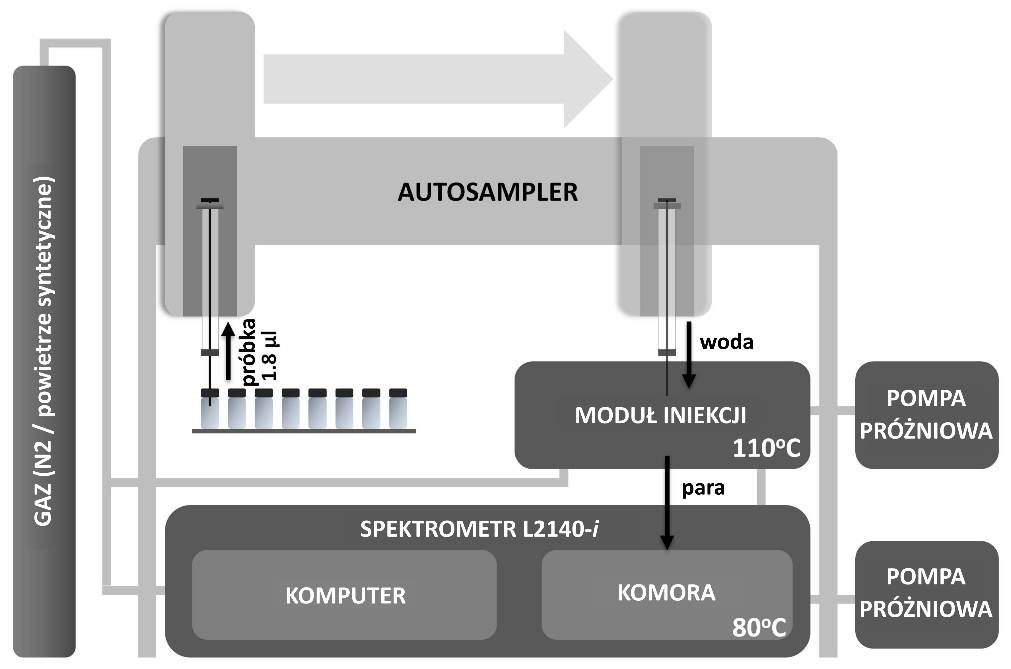 GAZ (N2 / powietrze syntetyczne)
AUTOSAMPLER
próbka
1.8 µl
woda
MODUŁ INIEKCJI
110°C
POMPA
PRÓŻNIOWA
para
SPEKTROMETR L2140-i
KOMPUTER
KOMORA
80°C
POMPA
PRÓŻNIOWA